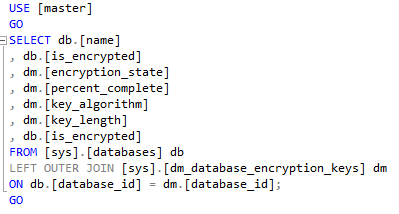 USE [master]
GO
SELECT db.[name]
, db.[is_encrypted]
, dm.[encryption_state]
, dm.[percent_complete]
, dm.[key_algorithm]
, dm.[key_length]
, db.[is_encrypted]
FROM [sys].[databases] db
LEFT OUTER JOIN [sys].[dm_database_encryption_keys] dm
ON db.[database_id] = dm.[database_id];
GO